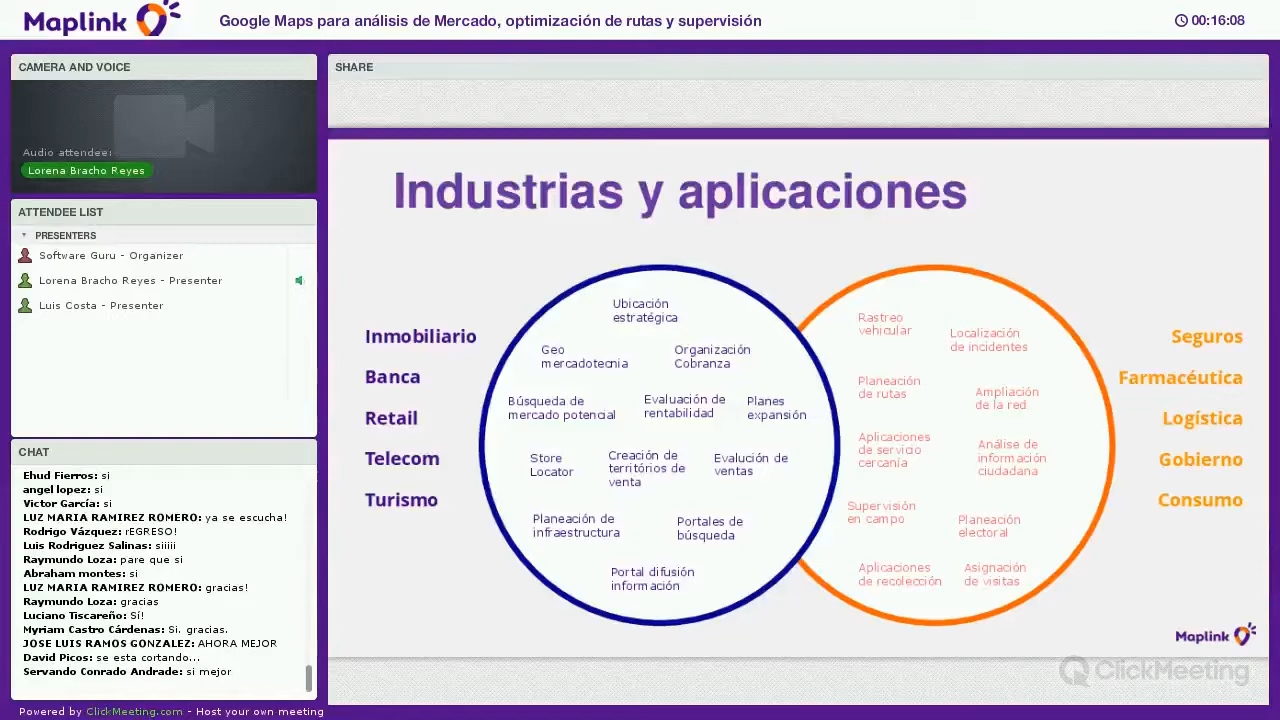 Maplink
Google Maps para análisis de Mercado, optimización de rutas y supervisión
00:16:08
CAMERA AND VOICE
Audio attendee:
Lorena Bracho Reyes
ATTENDEE LIST
PRESENTERS
Software Guru - Organizer
Lorena Bracho Reyes - Presenter
Luis Costa - Presenter
CHAT
Ehud Fierros: si
angel lopez: si
Victor García: si
LUZ MARIA RAMIREZ ROMERO: ya se escucha!
Rodrigo Vázquez: rEGRESO!
Luis Rodriguez Salinas: siiiii
Raymundo Loza: pare que si
Abraham montes: si
LUZ MARIA RAMIREZ ROMERO: gracias!
Raymundo Loza: gracias
Luciano Tiscareño: Sí!
Myriam Castro Cárdenas: Si. gracias.
JOSE LUIS RAMOS GONZALEZ: AHORA MEJOR
David Picos: se esta cortando...
Servando Conrado Andrade: si mejor
Powered by ClickMeeting.com - Host your own meeting
SHARE
Industrias y aplicaciones
Inmobiliario
Banca
Retail
Telecom
Turismo
Ubicación
estratégica
Geo
mercadotecnia
Organización
Cobranza
Búsqueda de
mercado potencial
Evaluación de
rentabilidad
Planes
expansión
Store
Locator
Creación de
territorios de
venta
Evalución de
ventas
Planeación de
infraestructura
Portales de
búsqueda
Portal difusión
información
Rastreo
vehicular
Localización
de incidentes
Planeación
de rutas
Ampliación
de la red
Aplicaciones
de servicio
cercanía
Análise de
información
ciudadana
Supervisión
en campo
Planeación
electoral
Aplicaciones
de recolección
Asignación
de visitas
Seguros
Farmacéutica
Logística
Gobierno
Consumo
Maplink
ClickMeeting